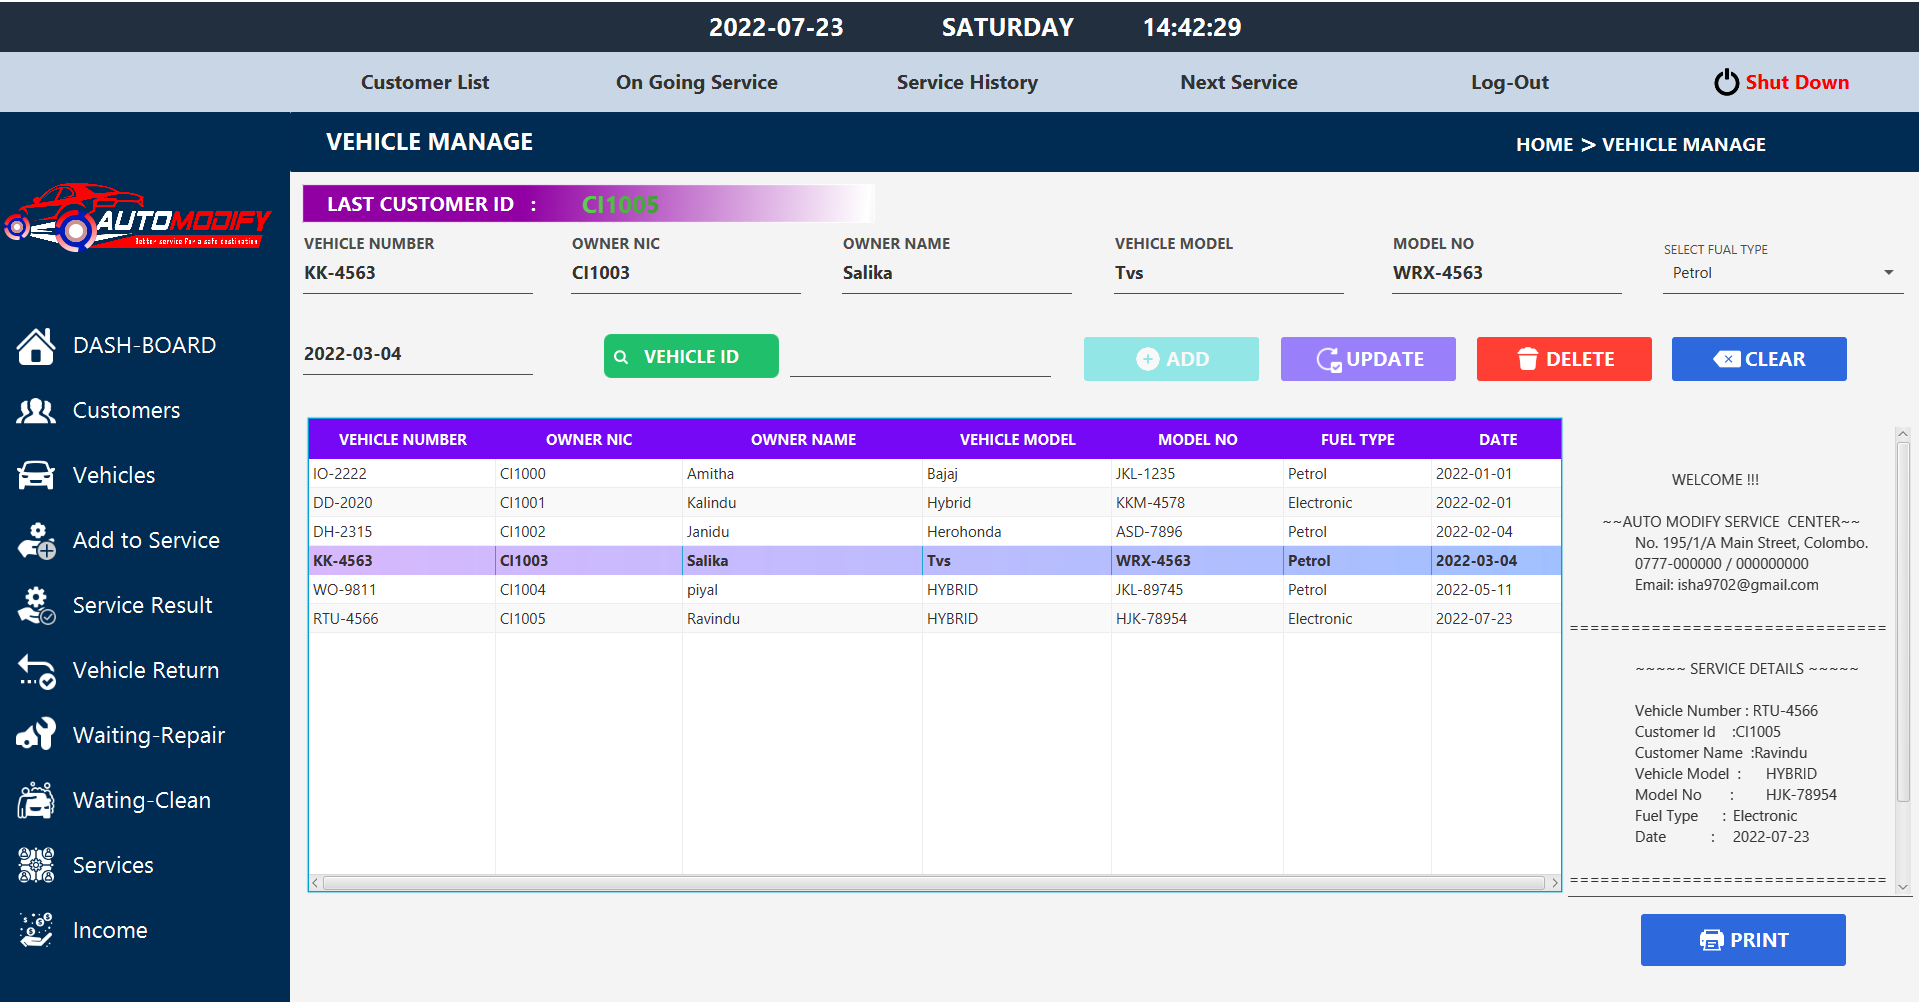 2022-07-23 SATURDAY 14:42:29
Customer List On Going Service Service History Next Service Log-Out Shut Down
VEHICLE MANAGE
HOME > VEHICLE MANAGE
AUTOMODIFY
Better service For a safe destination
DASH-BOARD
Customers
Vehicles
Add to Service
Service Result
Vehicle Return
Waiting-Repair
Wating-Clean
Services
Income
LAST CUSTOMER ID : CI1005
VEHICLE NUMBER OWNER NIC OWNER NAME VEHICLE MODEL MODEL NO SELECT FUAL TYPE
KK-4563 CI1003 Salika Tvs WRX-4563 Petrol
2022-03-04 VEHICLE ID ADD UPDATE DELETE CLEAR
VEHICLE NUMBER OWNER NIC OWNER NAME VEHICLE MODEL MODEL NO FUEL TYPE DATE
IO-2222 CI1000 Amitha Bajaj JKL-1235 Petrol 2022-01-01
DD-2020 CI1001 Kalindu Hybrid KKM-4578 Electronic 2022-02-01
DH-2315 CI1002 Janidu Herohonda ASD-7896 Petrol 2022-02-04
KK-4563 CI1003 Salika Tvs WRX-4563 Petrol 2022-03-04
WO-9811 CI1004 piyal HYBRID JKL-89745 Petrol 2022-05-11
RTU-4566 CI1005 Ravindu HYBRID HJK-78954 Electronic 2022-07-23
WELCOME !!!
~~AUTO MODIFY SERVICE CENTER~~
No. 195/1/A Main Street, Colombo.
0777-000000 / 000000000
Email: isha9702@gmail.com
===============================
~~~~~ SERVICE DETAILS ~~~~~
Vehicle Number : RTU-4566
Customer Id :CI1005
Customer Name :Ravindu
Vehicle Model : HYBRID
Model No : HJK-78954
Fuel Type : Electronic
Date : 2022-07-23
===============================
PRINT